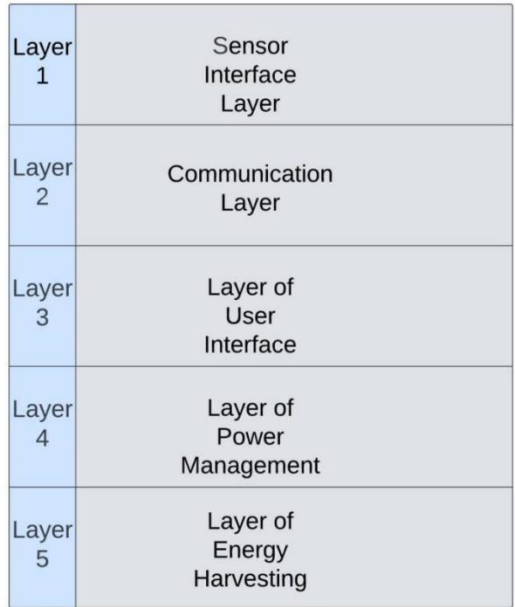 Layer
1
Sensor
Interface
Layer
Layer
2
Communication
Layer
Layer
3
Layer of
User
Interface
Layer
4
Layer of
Power
Management
Layer
5
Layer of
Energy
Harvesting